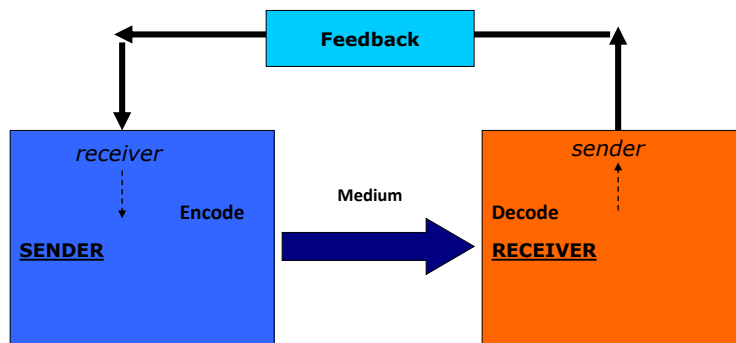 Feedback
receiver
sender
Medium
Encode
Decode
SENDER
RECEIVER